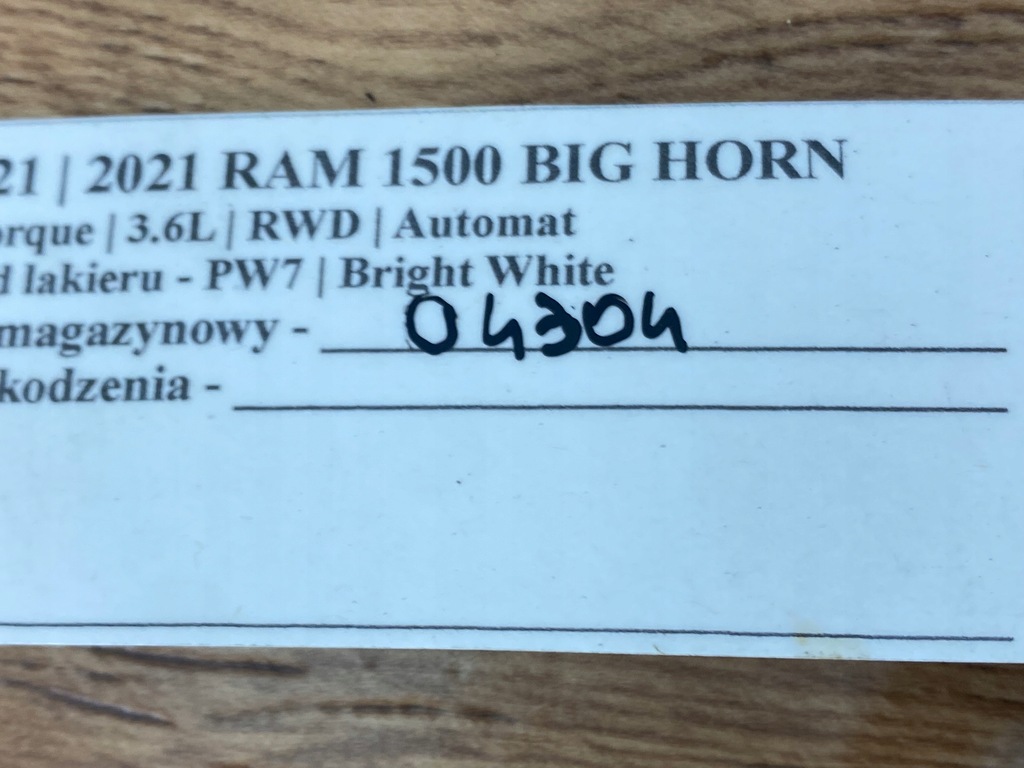 21 | 2021 RAM 1500 BIG HORN
orque | 3.6L | RWD | Automat
d lakieru - PW7 | Bright White
magazynowy - 04304
kodzenia -